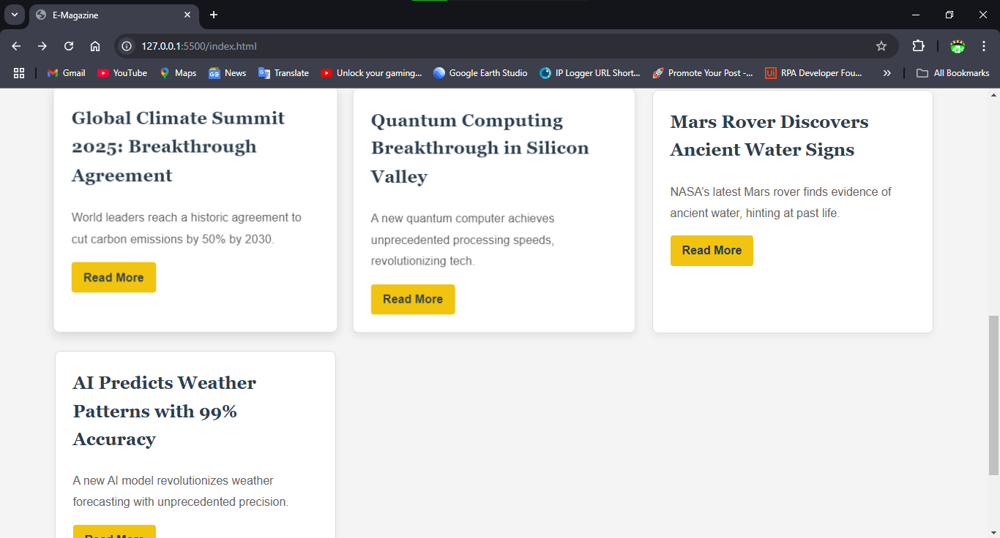 E-Magazine
127.0.0.1:5500/index.html
Gmail
YouTube
Maps
News
Translate
Unlock your gaming...
Google Earth Studio
IP Logger URL Short...
Promote Your Post -...
Ui
RPA Developer Fou...
All Bookmarks
Global Climate Summit
2025: Breakthrough
Agreement
World leaders reach a historic agreement to
cut carbon emissions by 50% by 2030.
Read More
Quantum Computing
Breakthrough in Silicon
Valley
A new quantum computer achieves
unprecedented processing speeds,
revolutionizing tech.
Read More
Mars Rover Discovers
Ancient Water Signs
NASA’s latest Mars rover finds evidence of
ancient water, hinting at past life.
Read More
AI Predicts Weather
Patterns with 99%
Accuracy
A new AI model revolutionizes weather
forecasting with unprecedented precision.
Read More